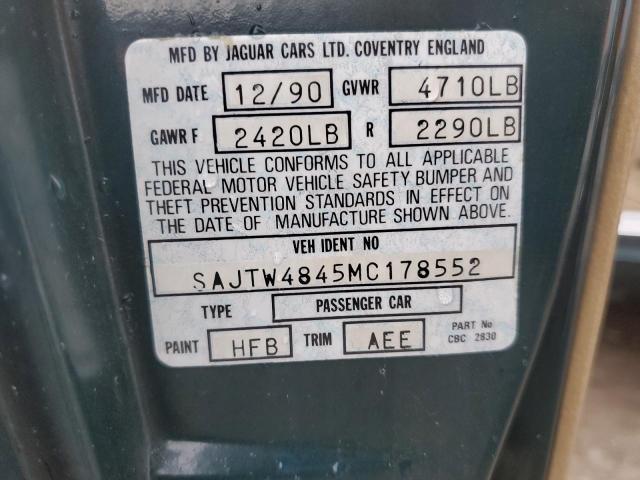 MFD BY JAGUAR CARS LTD. COVENTRY ENGLAND
MFD DATE 12/90 GVWR 4710LB
GAWR F 2420LB R 2290LB
THIS VEHICLE CONFORMS TO ALL APPLICABLE
FEDERAL MOTOR VEHICLE SAFETY BUMPER AND
THEFT PREVENTION STANDARDS IN EFFECT ON
THE DATE OF MANUFACTURE SHOWN ABOVE.
VEH IDENT NO
SAJTW4845MC178552
TYPE PASSENGER CAR
PAINT HFB TRIM AEE PART No
CBC 2830